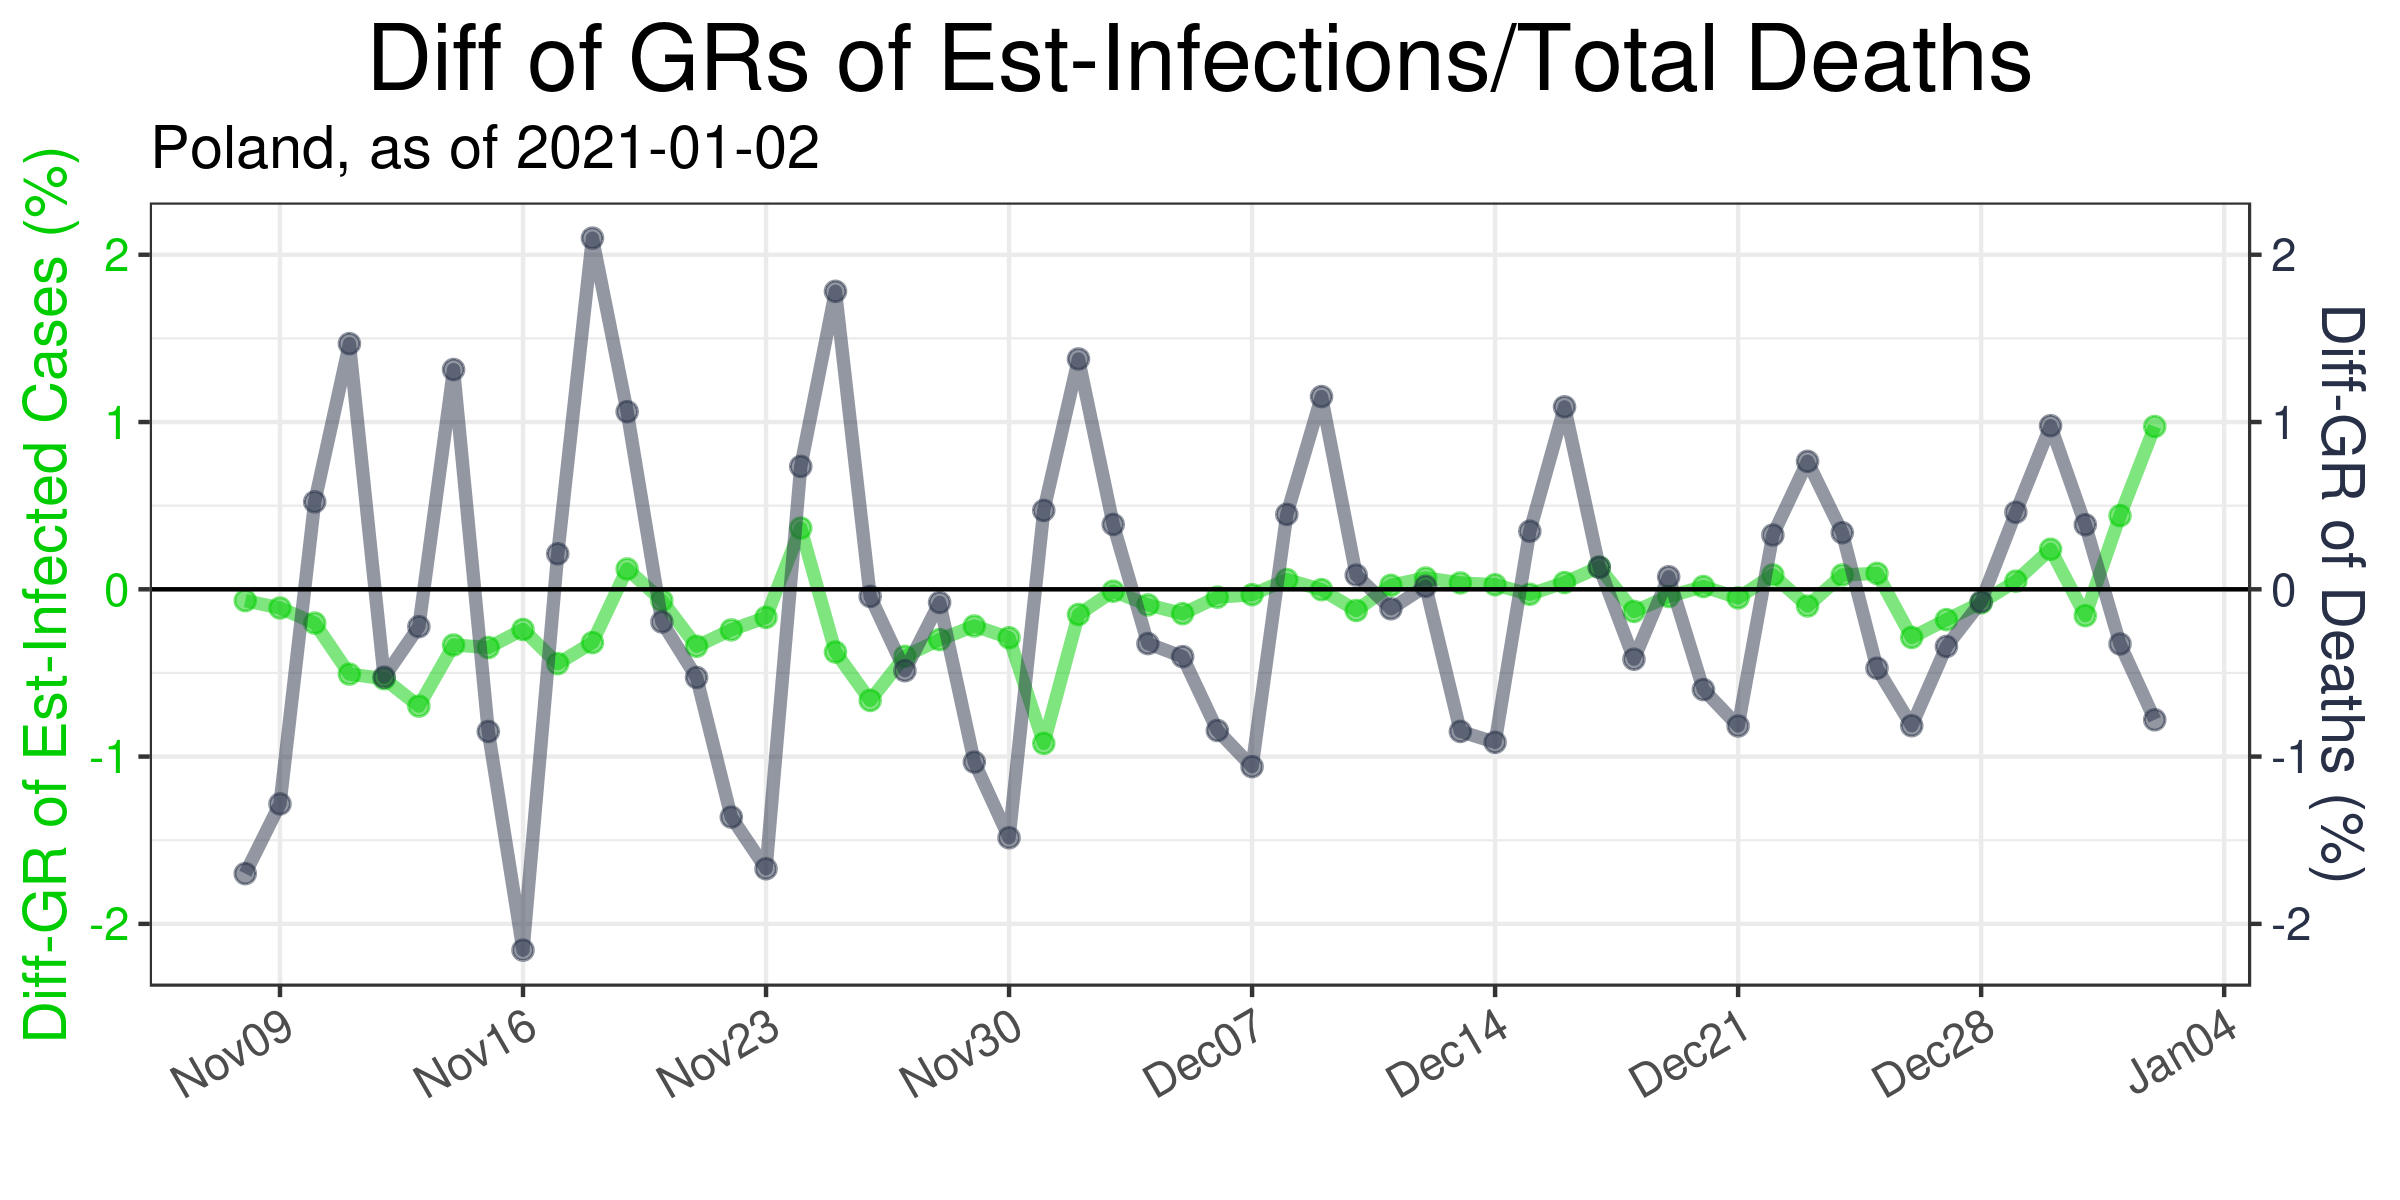 Diff of GRs of Est-Infections/Total Deaths
Poland, as of 2021-01-02
Diff-GR of Est-Infected Cases (%)
2
1
0
-1
-2
2
1
0
-1
-2
Diff-GR of Deaths (%)
Nov09
Nov16
Nov23
Nov30
Dec07
Dec14
Dec21
Dec28
Jan04